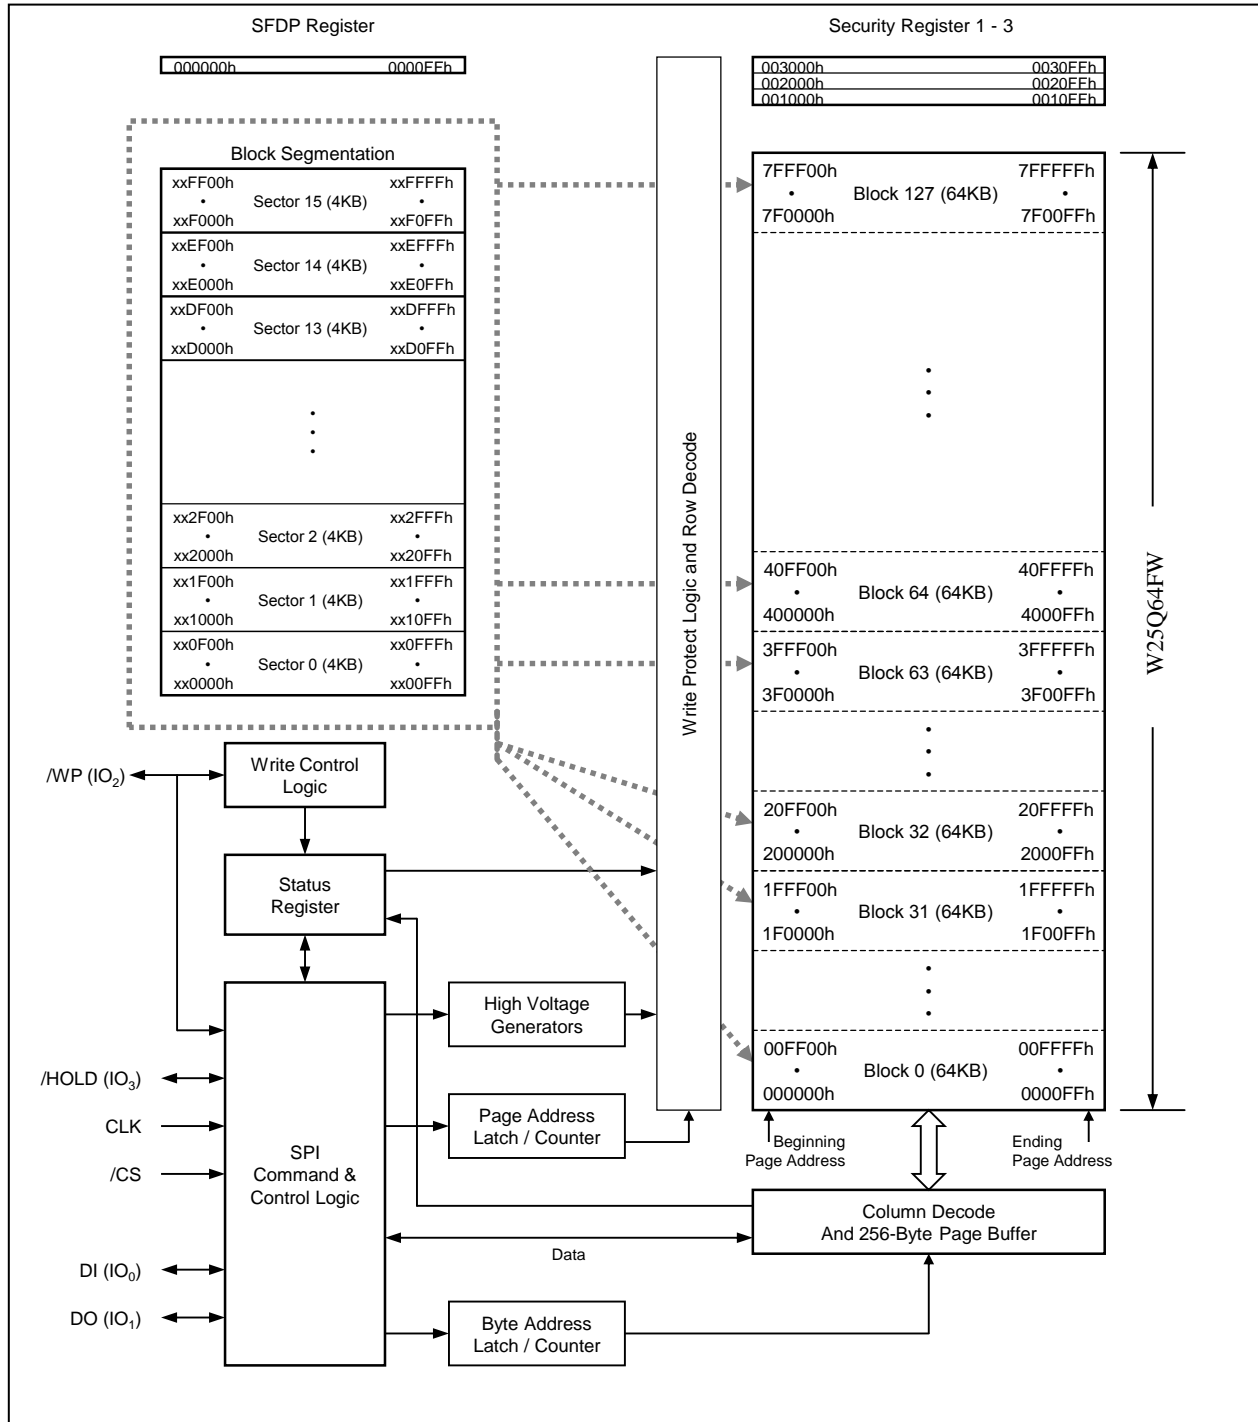 SFDP Register
000000h 0000FFh
Security Register 1 - 3
003000h 0030FFh
002000h 0020FFh
001000h 0010FFh
Block Segmentation
xxFF00h xxFFFFh
• Sector 15 (4KB) •
xxF000h xxF0FFh
xxEF00h xxEFFFh
• Sector 14 (4KB) •
xxE000h xxE0FFh
xxDF00h xxDFFFh
• Sector 13 (4KB) •
xxD000h xxD0FFh
xx2F00h xx2FFFh
• Sector 2 (4KB) •
xx2000h xx20FFh
xx1F00h xx1FFFh
• Sector 1 (4KB) •
xx1000h xx10FFh
xx0F00h xx0FFFh
• Sector 0 (4KB) •
xx0000h xx00FFh
Write Protect Logic and Row Decode
7FFF00h 7FFFFFh
• Block 127 (64KB) •
7F0000h 7F00FFh
40FF00h 40FFFFh
• Block 64 (64KB) •
400000h 4000FFh
3FFF00h 3FFFFFh
• Block 63 (64KB) •
3F0000h 3F00FFh
20FF00h 20FFFFh
• Block 32 (64KB) •
200000h 2000FFh
1FFF00h 1FFFFFh
• Block 31 (64KB) •
1F0000h 1F00FFh
00FF00h 00FFFFh
• Block 0 (64KB) •
000000h 0000FFh
W25Q64FW
Beginning
Page Address
Ending
Page Address
/WP (IO2)
Write Control
Logic
Status
Register
High Voltage
Generators
/HOLD (IO3)
CLK
/CS
Page Address
Latch / Counter
SPI
Command &
Control Logic
Column Decode
And 256-Byte Page Buffer
Data
DI (IO0)
DO (IO1)
Byte Address
Latch / Counter